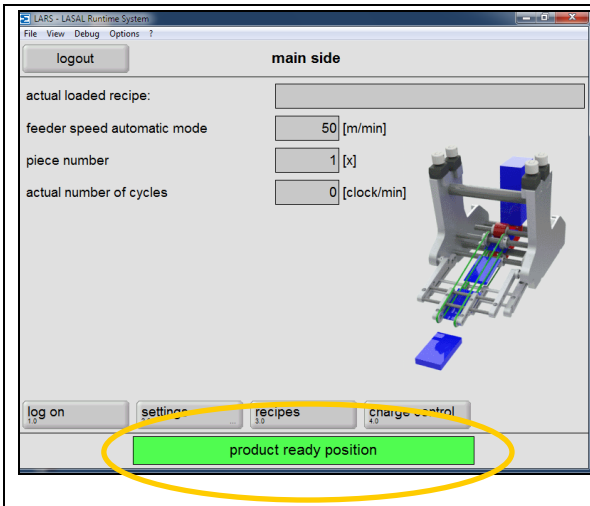 LARS - LASAL Runtime System
File View Debug Options ?
logout
main side
actual loaded recipe:
feeder speed automatic mode 50 [m/min]
piece number 1 [x]
actual number of cycles 0 [clock/min]
log on settings recipes charge control
1.0 ... 3.0 4.0
product ready position